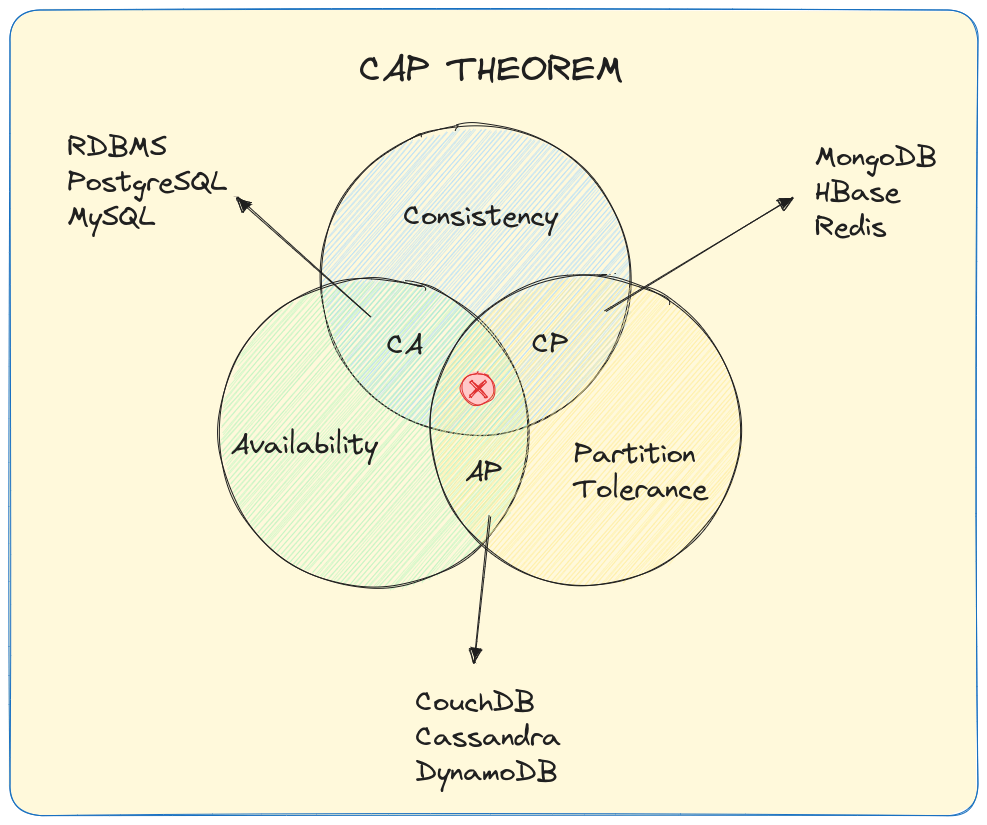 CAP THEOREM
RDBMS
PostgreSQL
MySQL
MongoDB
HBase
Redis
Consistency
CA
CP
Availability
Partition
Tolerance
AP
CouchDB
Cassandra
DynamoDB